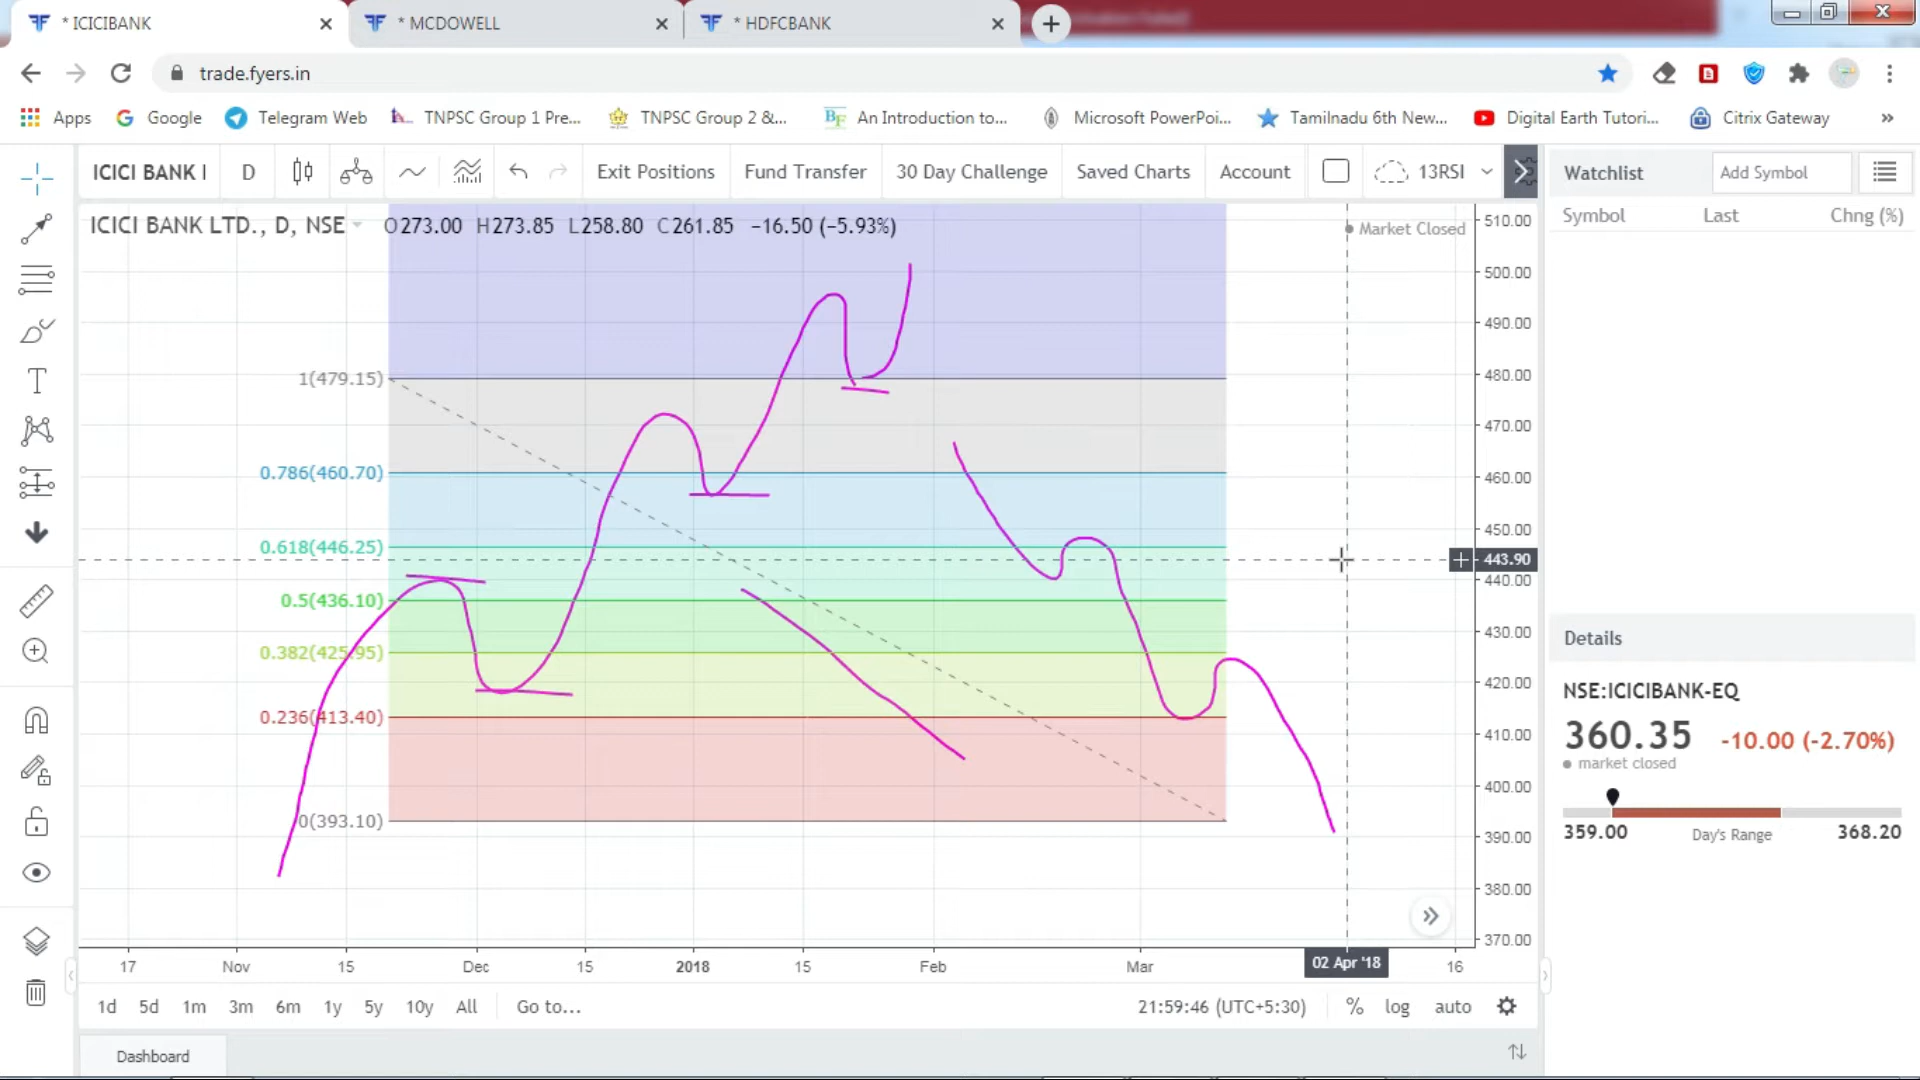 * ICICIBANK
* MCDOWELL
* HDFCBANK
trade.fyers.in
Apps Google Telegram Web TNPSC Group 1 Pre... TNPSC Group 2 &... BF An Introduction to... Microsoft PowerPoi... Tamilnadu 6th New... Digital Earth Tutori... Citrix Gateway »
ICICI BANK I D Exit Positions Fund Transfer 30 Day Challenge Saved Charts Account 13RSI
Watchlist Add Symbol
Symbol Last Chng (%)
ICICI BANK LTD., D, NSE O273.00 H273.85 L258.80 C261.85 −16.50 (−5.93%)
Market Closed
510.00
500.00
490.00
1(479.15) 480.00
470.00
0.786(460.70) 460.00
450.00
0.618(446.25)
443.90
440.00
0.5(436.10)
430.00
0.382(425.95)
420.00
0.236(413.40)
410.00
400.00
0(393.10)
390.00
380.00
370.00
17 Nov 15 Dec 15 2018 15 Feb Mar 02 Apr '18 16
1d 5d 1m 3m 6m 1y 5y 10y All Go to... 21:59:46 (UTC+5:30) % log auto
Dashboard
Details
NSE:ICICIBANK-EQ
360.35 -10.00 (-2.70%)
market closed
359.00 Day's Range 368.20